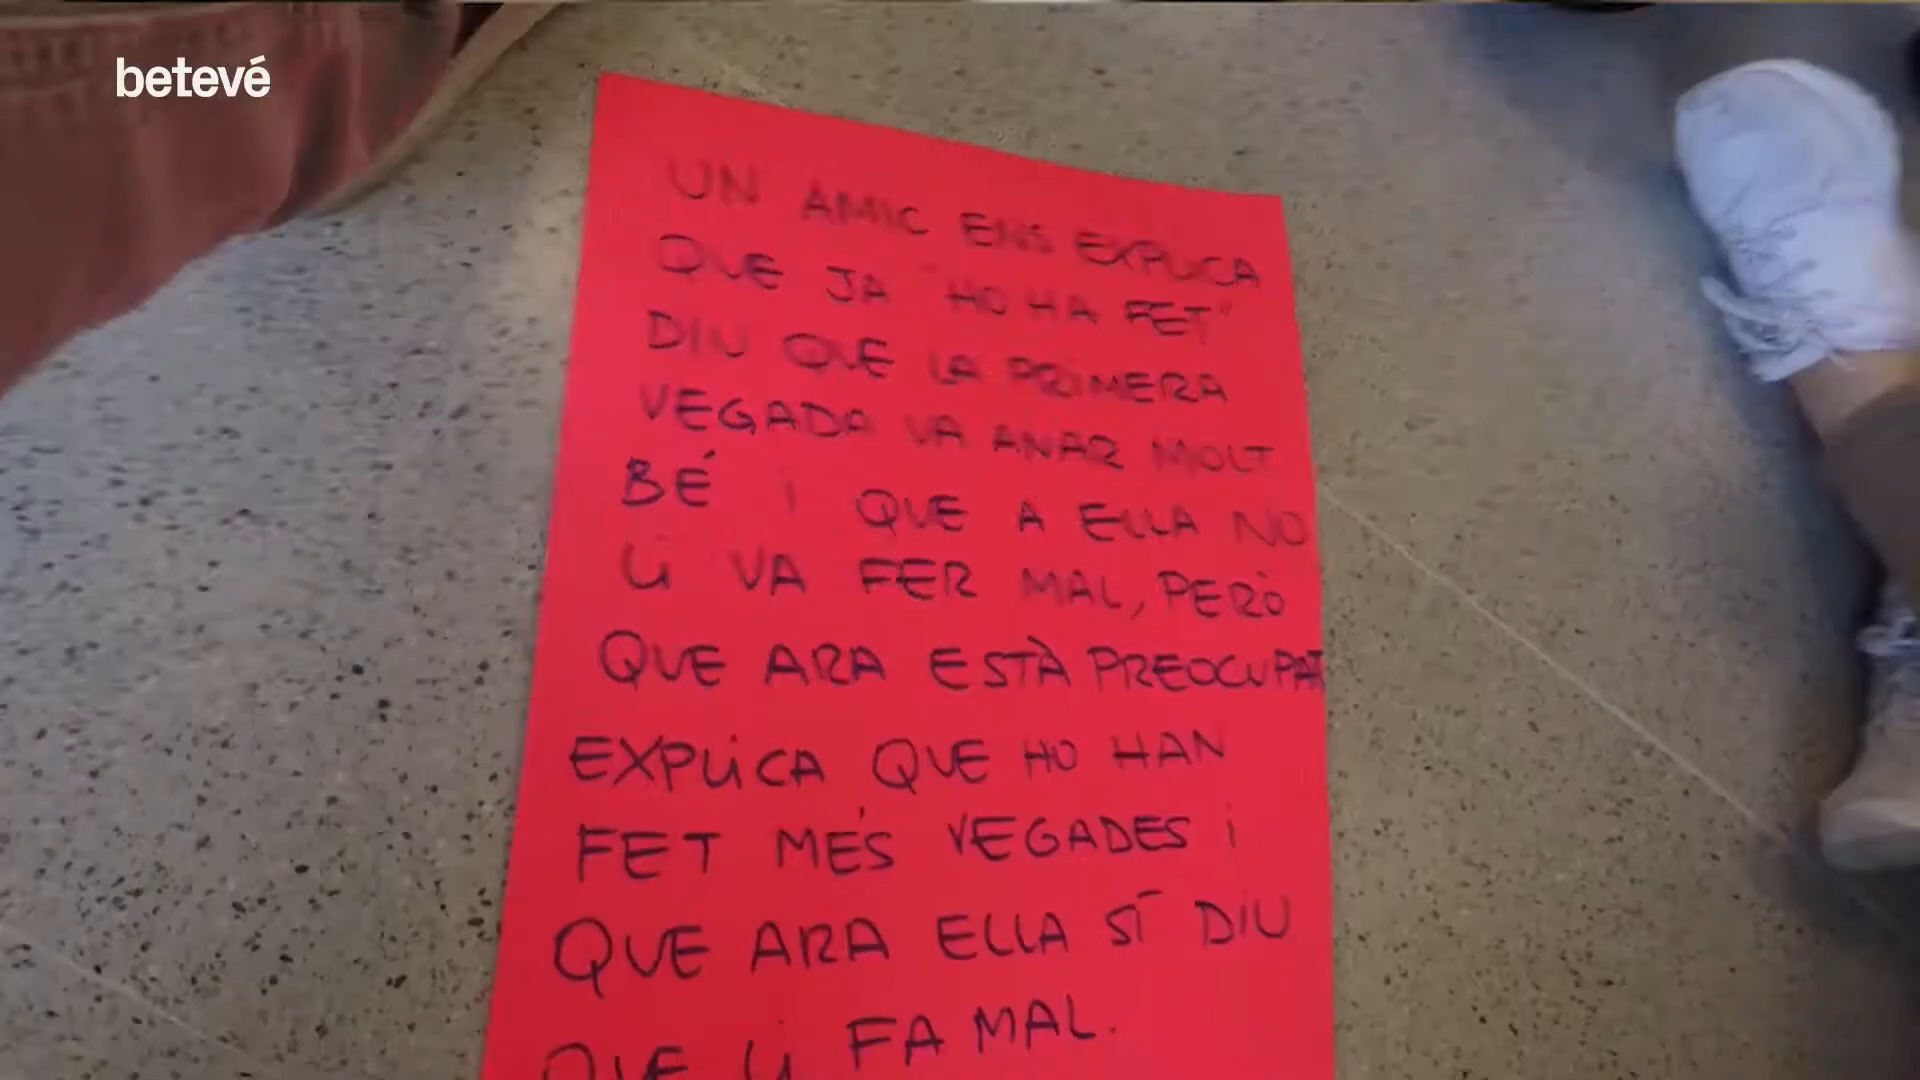 betevé
UN AMIC ENS EXPLICA
QUE JA "HO HA FET"
DIU QUE LA PRIMERA
VEGADA VA ANAR MOLT
BÉ i QUE A ELLA NO
Li VA FER MAL, PERÒ
QUE ARA ESTÀ PREOCUPAT
EXPLiCA QUE HO HAN
FET MÉS VEGADES i
QUE ARA ELLA SÍ DIU
QUE Li FA MAL.